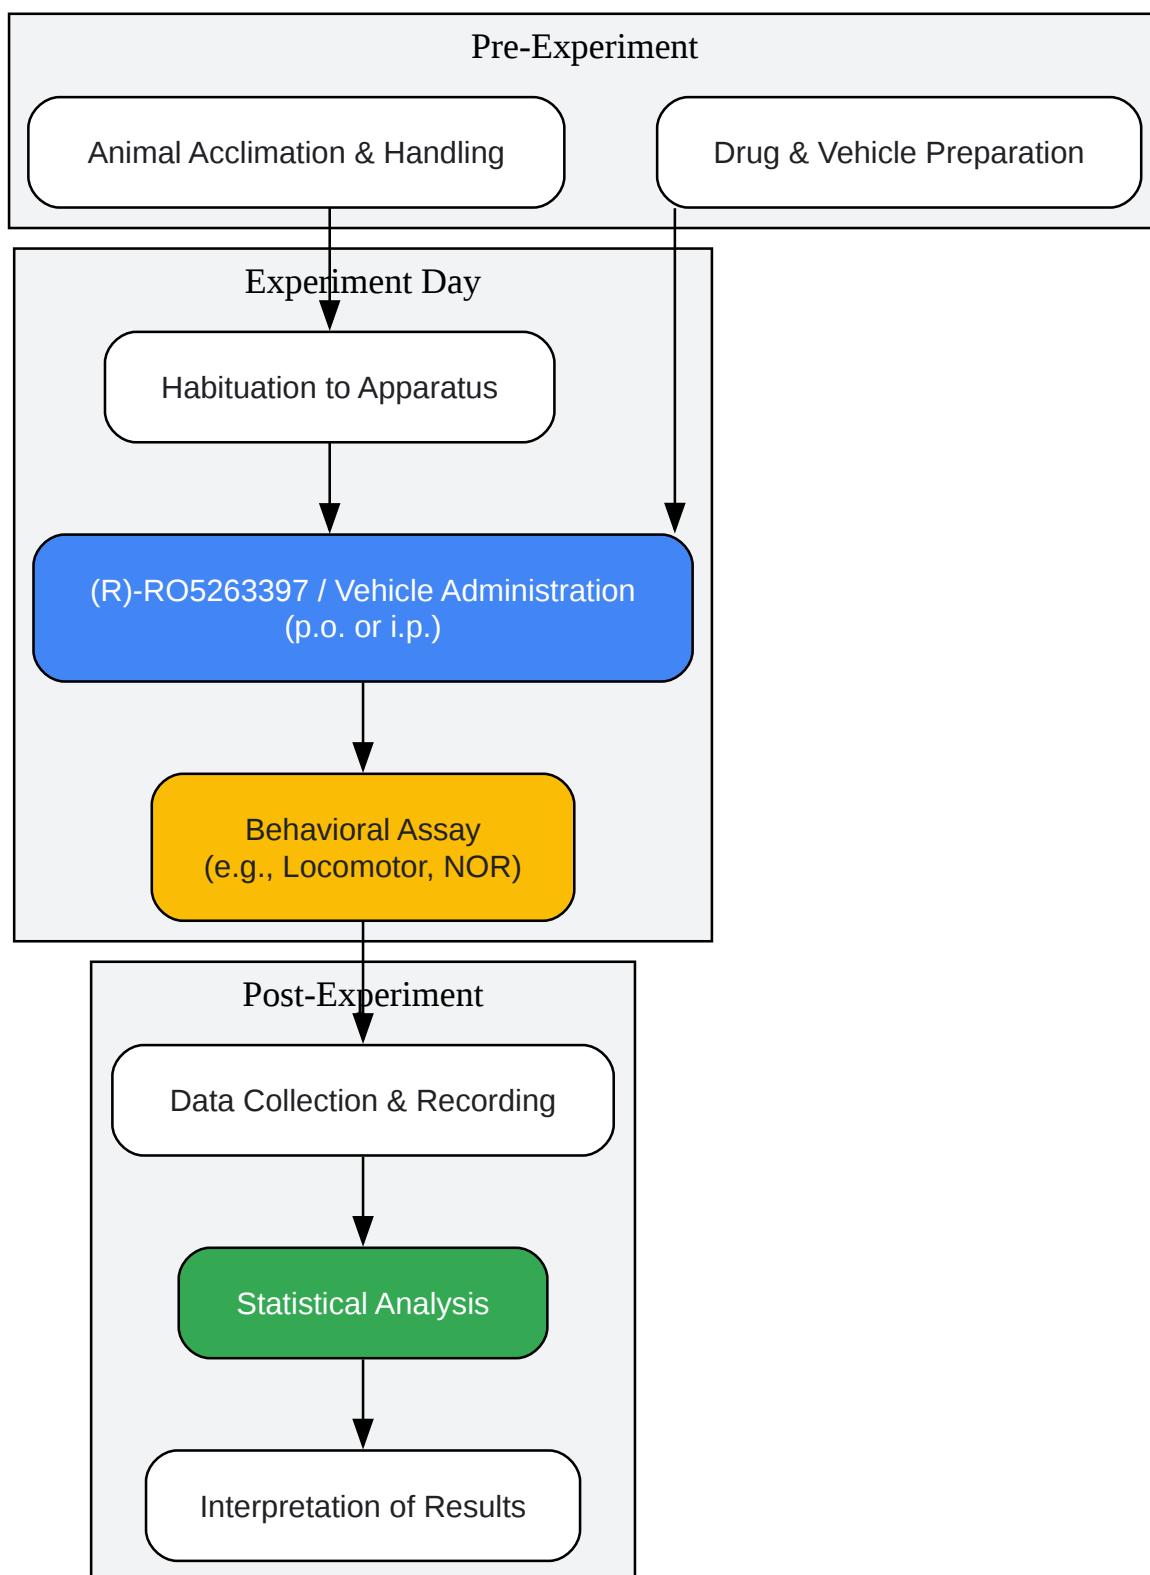 Pre-Experiment
Animal Acclimation & Handling
Drug & Vehicle Preparation
Experiment Day
Habituation to Apparatus
(R)-RO5263397 / Vehicle Administration
(p.o. or i.p.)
Behavioral Assay
(e.g., Locomotor, NOR)
Post-Experiment
Data Collection & Recording
Statistical Analysis
Interpretation of Results